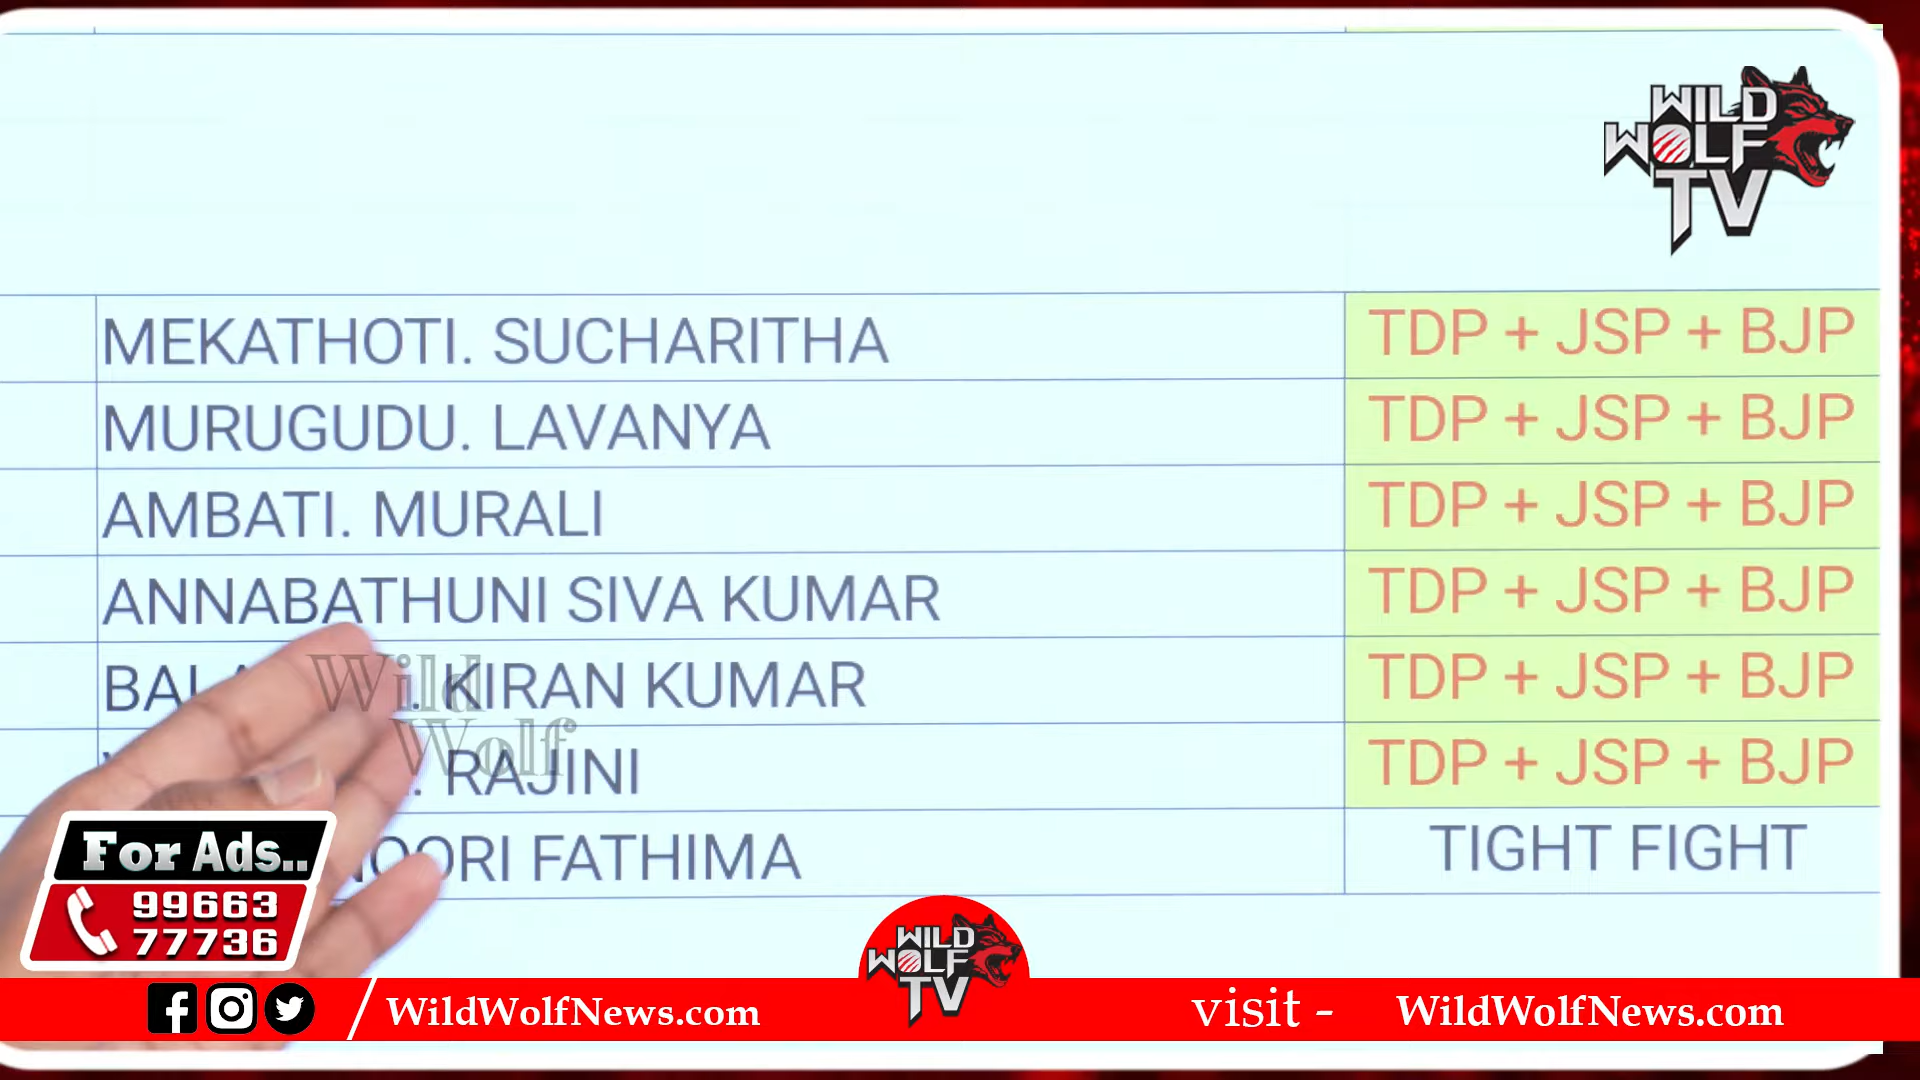 WILD
WOLF
TV
MEKATHOTI. SUCHARITHA TDP + JSP + BJP
MURUGUDU. LAVANYA TDP + JSP + BJP
AMBATI. MURALI TDP + JSP + BJP
ANNABATHUNI SIVA KUMAR TDP + JSP + BJP
KIRAN KUMAR TDP + JSP + BJP
RAJINI TDP + JSP + BJP
FATHIMA TIGHT FIGHT
Wild
Wolf
For Ads..
99663
77736
WILD
WOLF
TV
WildWolfNews.com
visit - WildWolfNews.com